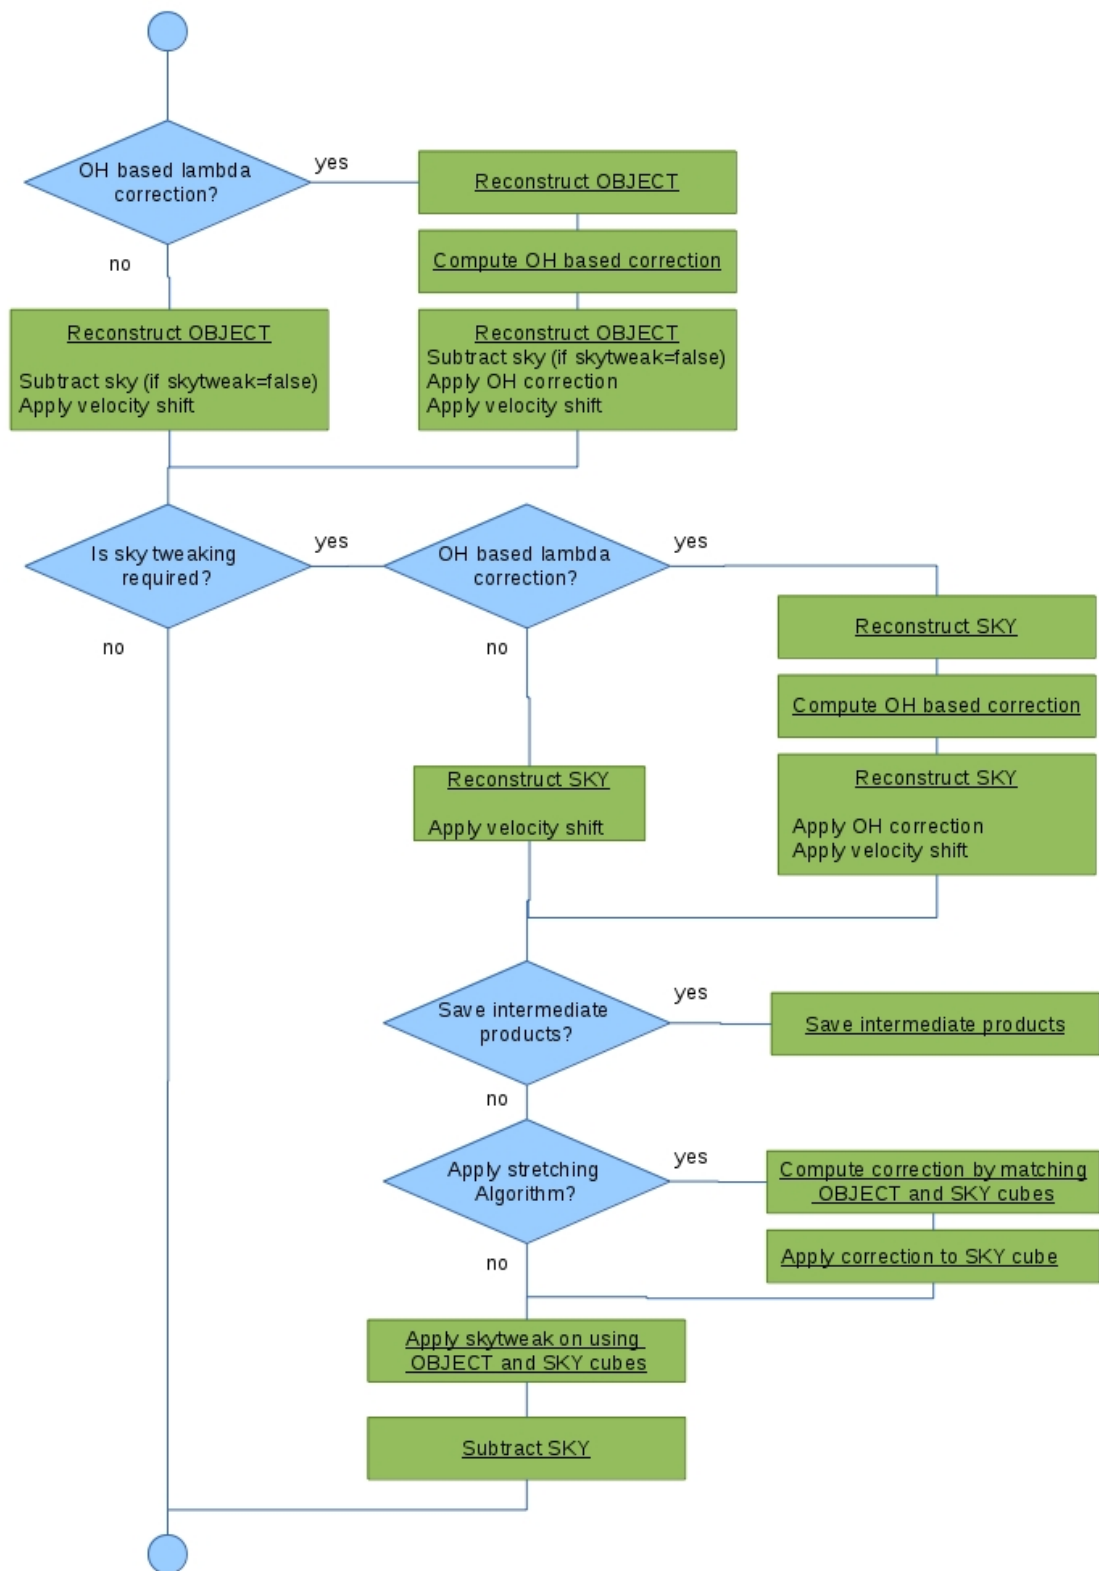 OH based lambda
correction?
yes
Reconstruct OBJECT
Compute OH based correction
no
Reconstruct OBJECT
Subtract sky (if skytweak=false)
Apply velocity shift
Reconstruct OBJECT
Subtract sky (if skytweak=false)
Apply OH correction
Apply velocity shift
Is sky tweaking
required?
yes
OH based lambda
correction?
yes
no
no
Reconstruct SKY
Compute OH based correction
Reconstruct SKY
Apply velocity shift
Reconstruct SKY
Apply OH correction
Apply velocity shift
Save intermediate
products?
yes
Save intermediate products
no
Apply stretching
Algorithm?
yes
Compute correction by matching
OBJECT and SKY cubes
Apply correction to SKY cube
no
Apply skytweak on using
OBJECT and SKY cubes
Subtract SKY